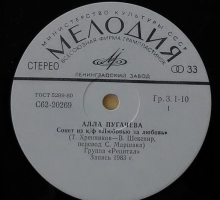 МИНИСТЕРСТВО КУЛЬТУРЫ СССР
МЕЛОДИЯ
ВСЕСОЮЗНАЯ ФИРМА ГРАМПЛАСТИНОК
СТЕРЕО
33
ЛЕНИНГРАДСКИЙ ЗАВОД
ГОСТ 5289-80
Гр. 3. 1-10
С62-20269
1
АЛЛА ПУГАЧЕВА
Сонет из к/ф «Любовью за любовь»
(Т. Хренников — В. Шекспир,
перевод С. Маршака)
Группа «Рецитал»
Запись 1983 г.